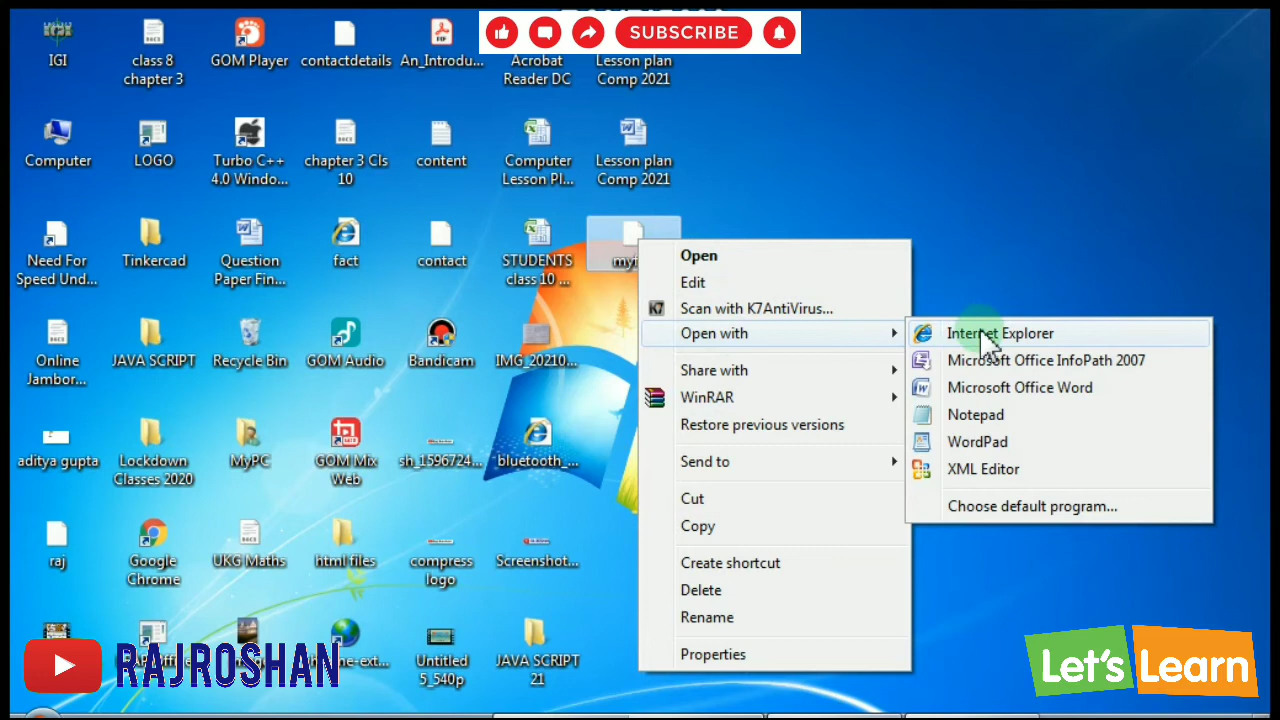 SUBSCRIBE
IGI
class 8
chapter 3
GOM Player
contactdetails
An_Introdu...
Acrobat
Reader DC
Lesson plan
Comp 2021
Computer
LOGO
Turbo C++
4.0 Windo...
chapter 3 Cls
10
content
Computer
Lesson Pl...
Lesson plan
Comp 2021
Need For
Speed Und...
Tinkercad
Question
Paper Fin...
fact
contact
STUDENTS
class 10 ...
Online
Jambor...
JAVA SCRIPT
Recycle Bin
GOM Audio
Bandicam
IMG_20210...
aditya gupta
Lockdown
Classes 2020
MyPC
GOM Mix
Web
sh_1596724...
bluetooth_...
raj
Google
Chrome
UKG Maths
html files
compress
logo
Screenshot...
Untitled
5_540p
JAVA SCRIPT
21
Open
Edit
K7
Scan with K7AntiVirus...
Open with
Share with
WinRAR
Restore previous versions
Send to
Cut
Copy
Create shortcut
Delete
Rename
Properties
Internet Explorer
Microsoft Office InfoPath 2007
Microsoft Office Word
Notepad
WordPad
XML Editor
Choose default program...
RAJROSHAN
Let's Learn